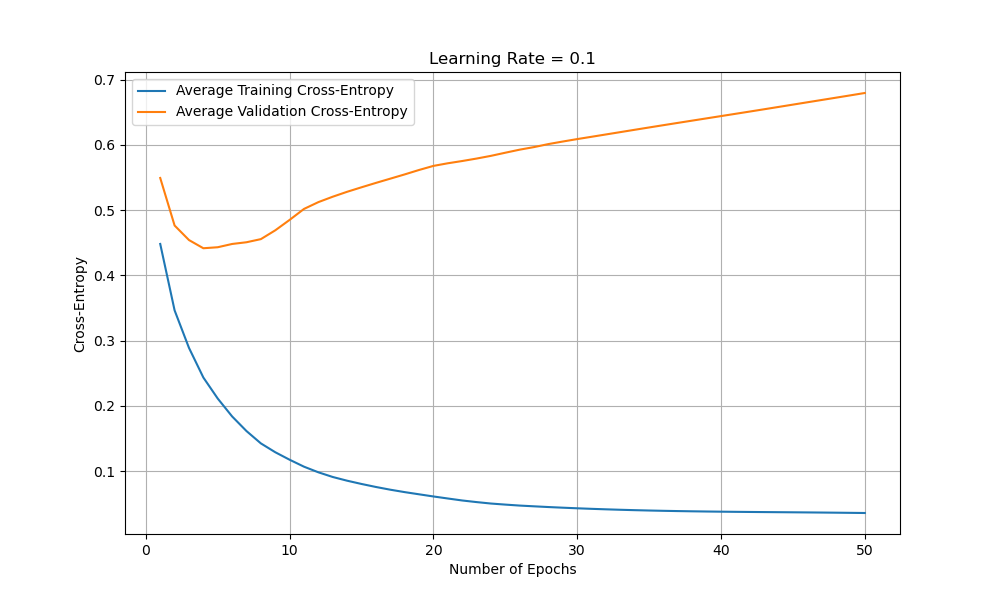 Learning Rate = 0.1
Average Training Cross-Entropy
Average Validation Cross-Entropy
Cross-Entropy
0.7
0.6
0.5
0.4
0.3
0.2
0.1
0 10 20 30 40 50
Number of Epochs